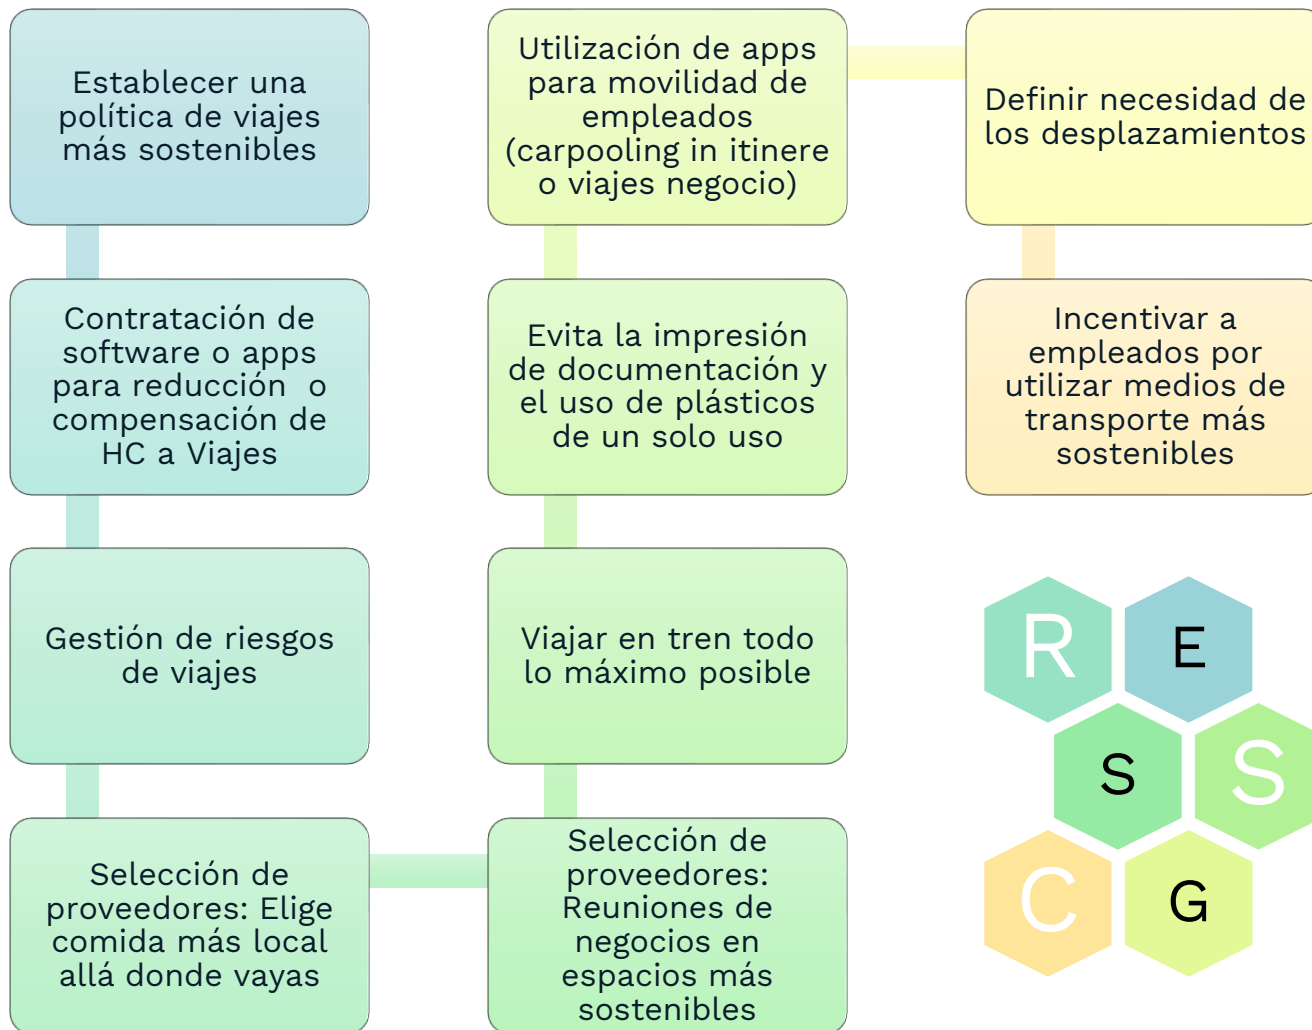 Establecer una
política de viajes
más sostenibles
Contratación de
software o apps
para reducción o
compensación de
HC a Viajes
Gestión de riesgos
de viajes
Selección de
proveedores: Elige
comida más local
allá donde vayas
Selección de
proveedores:
Reuniones de
negocios en
espacios más
sostenibles
Viajar en tren todo
lo máximo posible
Evita la impresión
de documentación y
el uso de plásticos
de un solo uso
Utilización de apps
para movilidad de
empleados
(carpooling in itinere
o viajes negocio)
Definir necesidad de
los desplazamientos
Incentivar a
empleados por
utilizar medios de
transporte más
sostenibles
R E
S S
C G